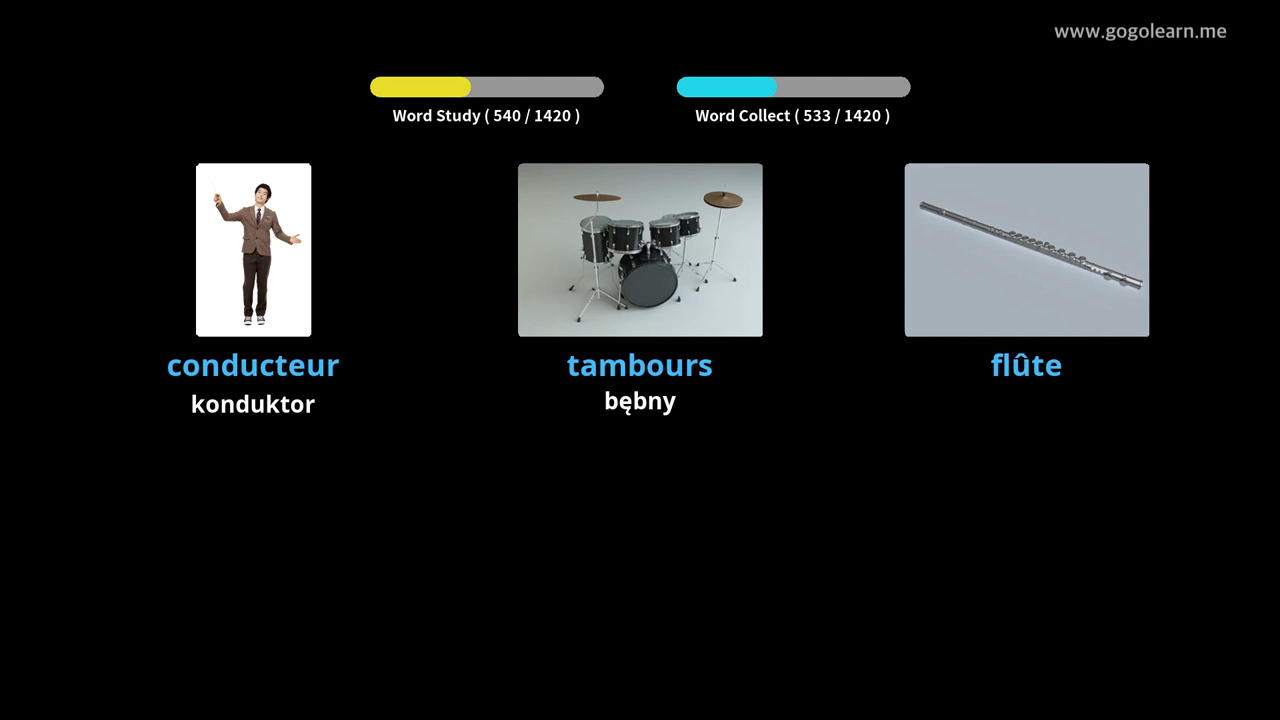 www.gogolearn.me
Word Study ( 540 / 1420 )
Word Collect ( 533 / 1420 )
conducteur
konduktor
tambours
bębny
flûte